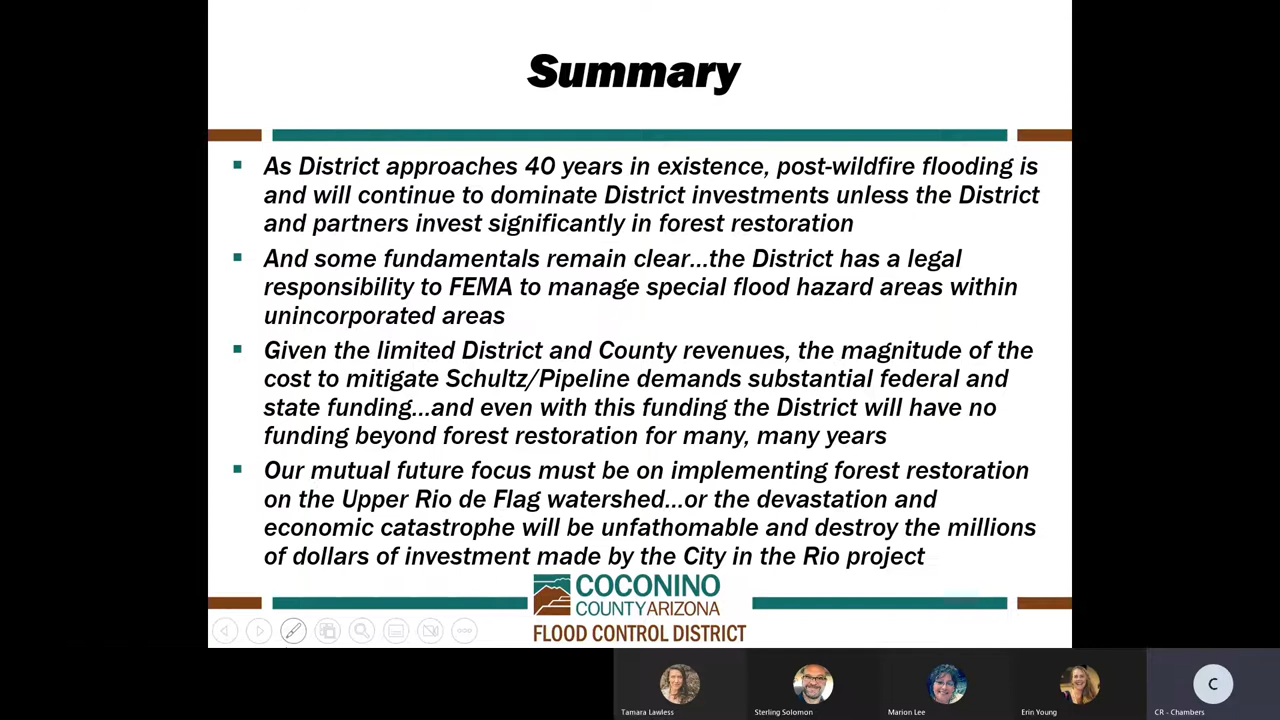 Summary
As District approaches 40 years in existence, post-wildfire flooding is
and will continue to dominate District investments unless the District
and partners invest significantly in forest restoration
And some fundamentals remain clear...the District has a legal
responsibility to FEMA to manage special flood hazard areas within
unincorporated areas
Given the limited District and County revenues, the magnitude of the
cost to mitigate Schultz/Pipeline demands substantial federal and
state funding...and even with this funding the District will have no
funding beyond forest restoration for many, many years
Our mutual future focus must be on implementing forest restoration
on the Upper Rio de Flag watershed...or the devastation and
economic catastrophe will be unfathomable and destroy the millions
of dollars of investment made by the City in the Rio project
COCONINO
COUNTY ARIZONA
FLOOD CONTROL DISTRICT
C
Tamara Lawless
Sterling Solomon
Marion Lee
Erin Young
CR - Chambers